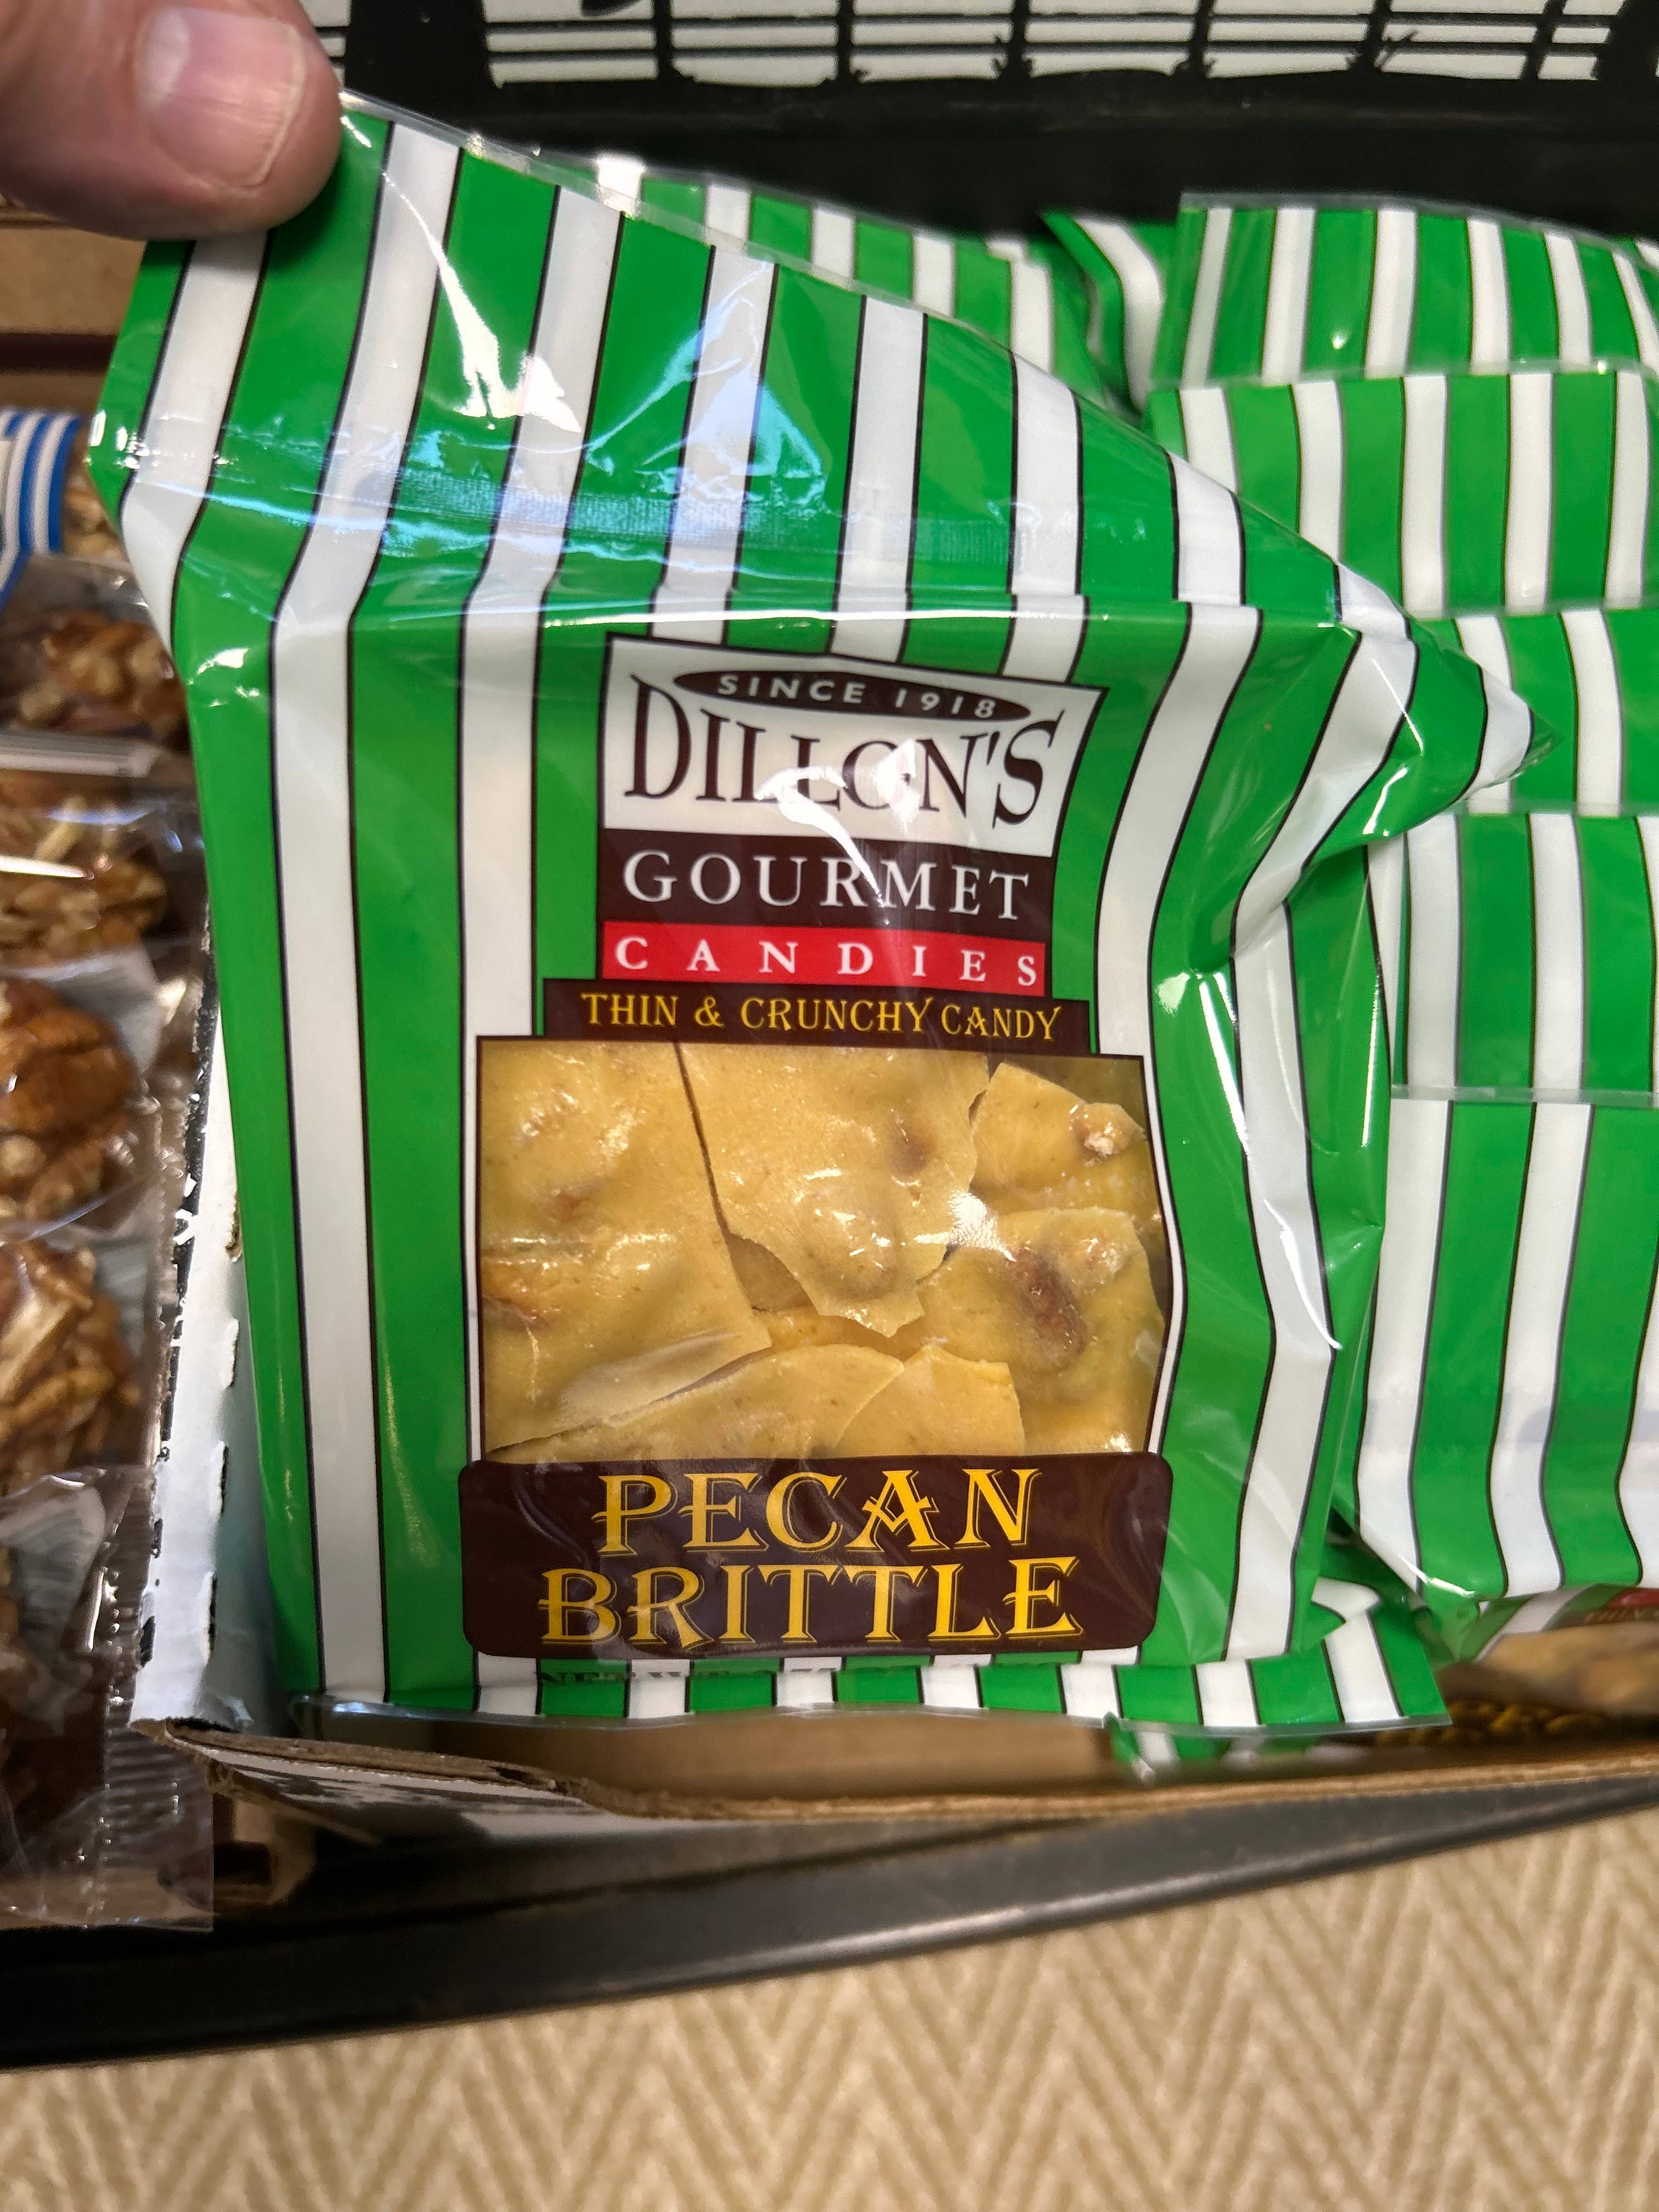 SINCE 1918
DILLON'S
GOURMET
CANDIES
THIN & CRUNCHY CANDY
PECAN
BRITTLE